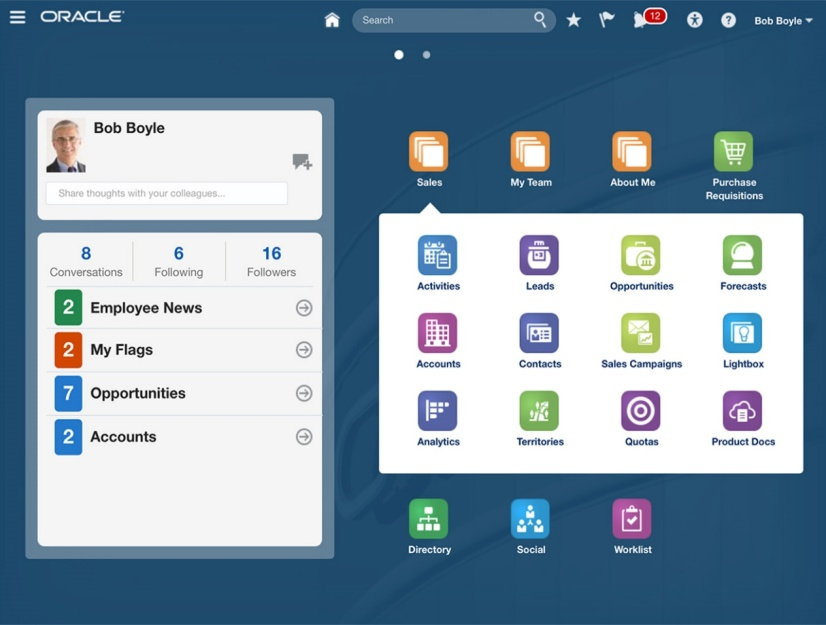 ORACLE
Search
12
Bob Boyle
Bob Boyle
Share thoughts with your colleagues...
8
Conversations
6
Following
16
Followers
2 Employee News
2 My Flags
7 Opportunities
2 Accounts
Sales
My Team
About Me
Purchase
Requisitions
Activities
Leads
Opportunities
Forecasts
Accounts
Contacts
Sales Campaigns
Lightbox
Analytics
Territories
Quotas
Product Docs
Directory
Social
Worklist